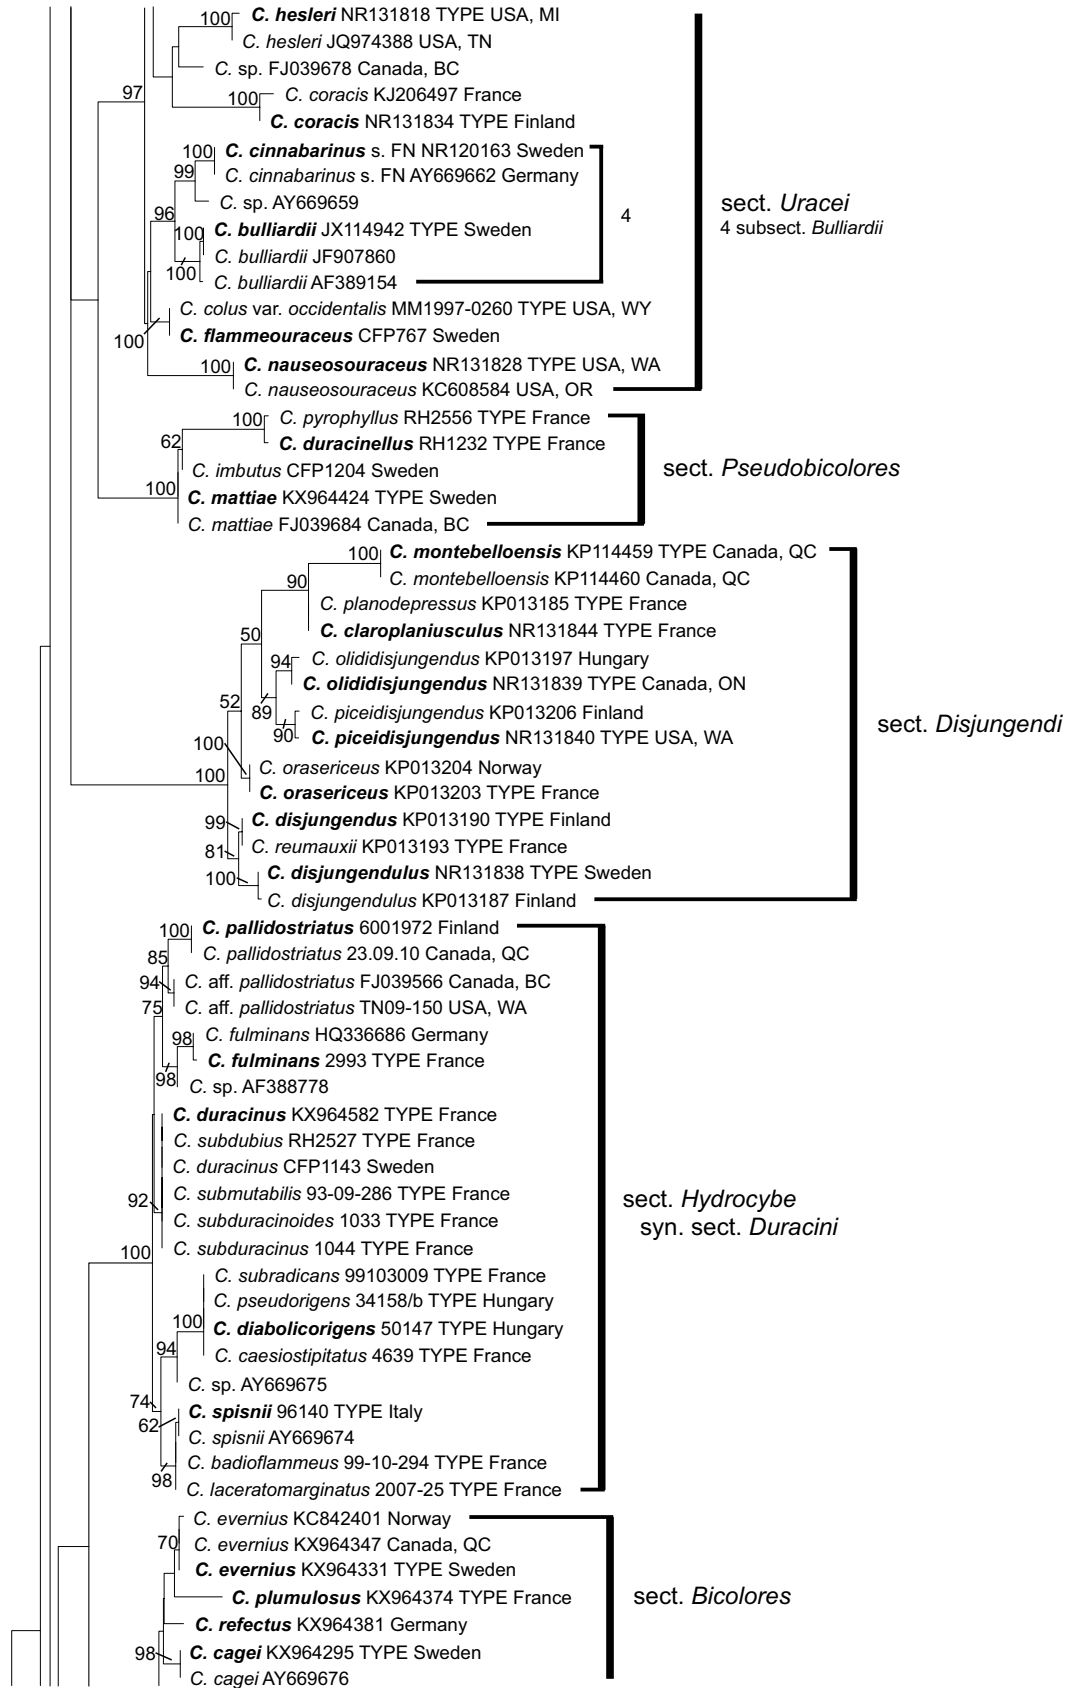 100 C. hesleri NR131818 TYPE USA, MI
C. hesleri JQ974388 USA, TN
C. sp. FJ039678 Canada, BC
97
100 C. coracis KJ206497 France
C. coracis NR131834 TYPE Finland
100 C. cinnabarinus s. FN NR120163 Sweden
99 C. cinnabarinus s. FN AY669662 Germany
C. sp. AY669659
96
100 C. bulliardii JX114942 TYPE Sweden
C. bulliardii JF907860
100
C. bulliardii AF389154
4
sect. Uracei
4 subsect. Bulliardii
C. colus var. occidentalis MM1997-0260 TYPE USA, WY
100 C. flammeouraceus CFP767 Sweden
100 C. nauseosouraceus NR131828 TYPE USA, WA
C. nauseosouraceus KC608584 USA, OR
100 C. pyrophyllus RH2556 TYPE France
62 C. duracinellus RH1232 TYPE France
C. imbutus CFP1204 Sweden
100 C. mattiae KX964424 TYPE Sweden
C. mattiae FJ039684 Canada, BC
sect. Pseudobicolores
100 C. montebelloensis KP114459 TYPE Canada, QC
90 C. montebelloensis KP114460 Canada, QC
C. planodepressus KP013185 TYPE France
50 C. claroplaniusculus NR131844 TYPE France
94 C. olididisjungendus KP013197 Hungary
C. olididisjungendus NR131839 TYPE Canada, ON
52 89 C. piceidisjungendus KP013206 Finland
90 C. piceidisjungendus NR131840 TYPE USA, WA
100
C. orasericeus KP013204 Norway
100 C. orasericeus KP013203 TYPE France
99 C. disjungendus KP013190 TYPE Finland
81 C. reumauxii KP013193 TYPE France
100 C. disjungendulus NR131838 TYPE Sweden
C. disjungendulus KP013187 Finland
sect. Disjungendi
100 C. pallidostriatus 6001972 Finland
85 C. pallidostriatus 23.09.10 Canada, QC
94 C. aff. pallidostriatus FJ039566 Canada, BC
75 C. aff. pallidostriatus TN09-150 USA, WA
98 C. fulminans HQ336686 Germany
C. fulminans 2993 TYPE France
98 C. sp. AF388778
C. duracinus KX964582 TYPE France
C. subdubius RH2527 TYPE France
C. duracinus CFP1143 Sweden
92 C. submutabilis 93-09-286 TYPE France
C. subduracinoides 1033 TYPE France
100 C. subduracinus 1044 TYPE France
C. subradicans 99103009 TYPE France
C. pseudorigens 34158/b TYPE Hungary
100 C. diabolicorigens 50147 TYPE Hungary
94 C. caesiostipitatus 4639 TYPE France
C. sp. AY669675
74 C. spisnii 96140 TYPE Italy
62 C. spisnii AY669674
C. badioflammeus 99-10-294 TYPE France
98 C. laceratomarginatus 2007-25 TYPE France
sect. Hydrocybe
syn. sect. Duracini
C. evernius KC842401 Norway
70 C. evernius KX964347 Canada, QC
C. evernius KX964331 TYPE Sweden
C. plumulosus KX964374 TYPE France
C. refectus KX964381 Germany
98 C. cagei KX964295 TYPE Sweden
C. cagei AY669676
sect. Bicolores